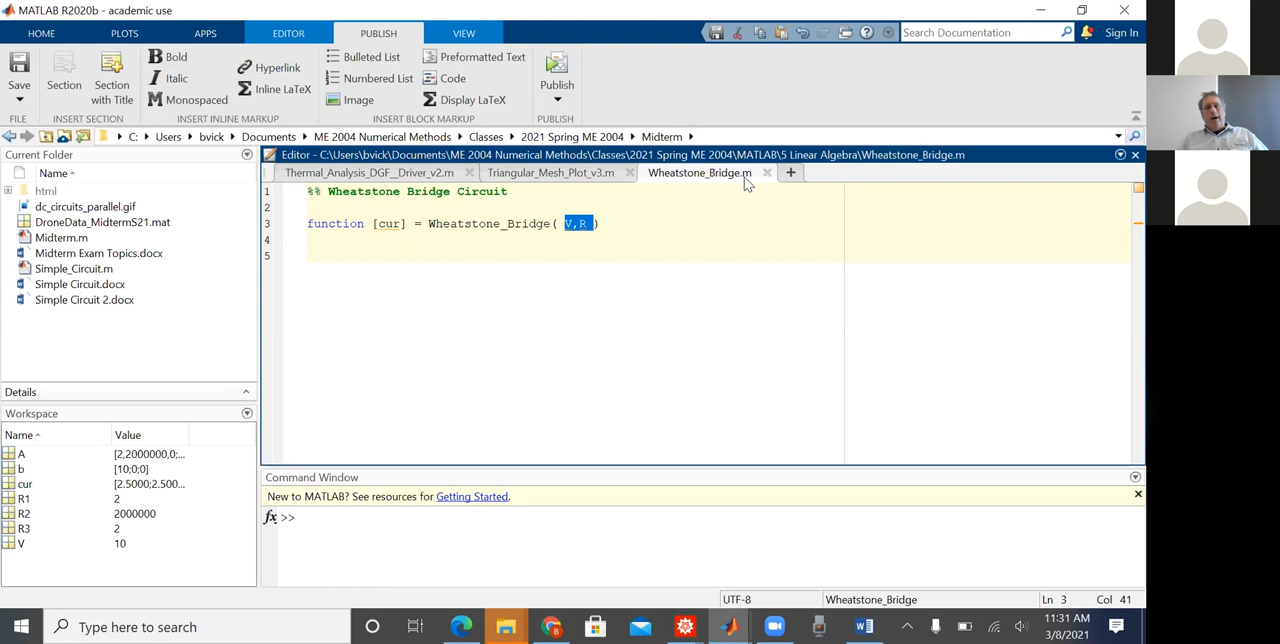 MATLAB R2020b - academic use
HOME PLOTS APPS EDITOR PUBLISH VIEW
Search Documentation
Sign In
Save
Section
Section with Title
Bold
Italic
Monospaced
Hyperlink
Inline LaTeX
Bulleted List
Numbered List
Image
Preformatted Text
Code
Display LaTeX
Publish
FILE INSERT SECTION INSERT INLINE MARKUP INSERT BLOCK MARKUP PUBLISH
C: Users bvick Documents ME 2004 Numerical Methods Classes 2021 Spring ME 2004 Midterm
Current Folder
Name
html
dc_circuits_parallel.gif
DroneData_MidtermS21.mat
Midterm.m
Midterm Exam Topics.docx
Simple_Circuit.m
Simple Circuit.docx
Simple Circuit 2.docx
Details
Workspace
Name Value
A [2,2000000,0;...
b [10;0;0]
cur [2.5000;2.500...
R1 2
R2 2000000
R3 2
V 10
Editor - C:\Users\bvick\Documents\ME 2004 Numerical Methods\Classes\2021 Spring ME 2004\MATLAB\5 Linear Algebra\Wheatstone_Bridge.m
Thermal_Analysis_DGF__Driver_v2.m Triangular_Mesh_Plot_v3.m Wheatstone_Bridge.m
1 %% Wheatstone Bridge Circuit
2
3 function [cur] = Wheatstone_Bridge( V,R )
4
5
Command Window
New to MATLAB? See resources for Getting Started.
fx >>
UTF-8 Wheatstone_Bridge Ln 3 Col 41
Type here to search
11:31 AM
3/8/2021